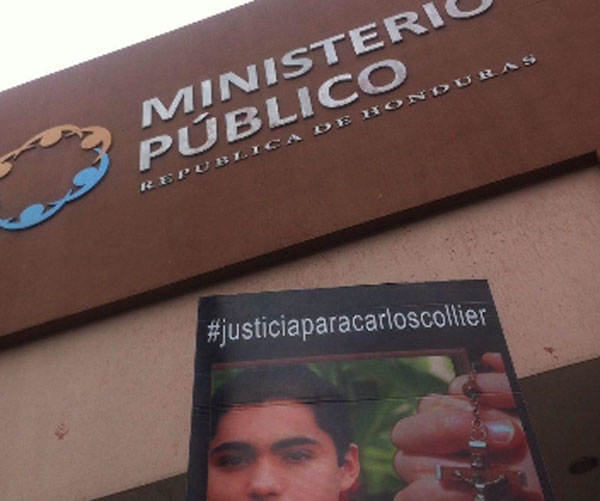 MINISTERIO
PÚBLICO
REPÚBLICA DE HONDURAS
#justiciaparacarloscollier